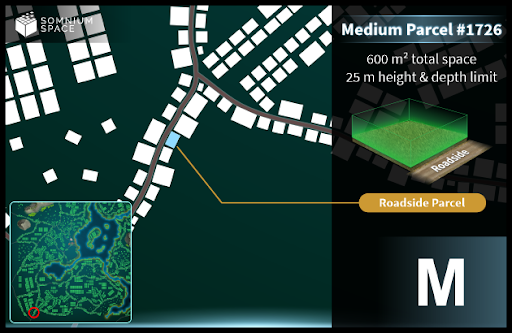 SOMNIUM
SPACE
Medium Parcel #1726
600 m² total space
25 m height & depth limit
Roadside
Roadside Parcel
M